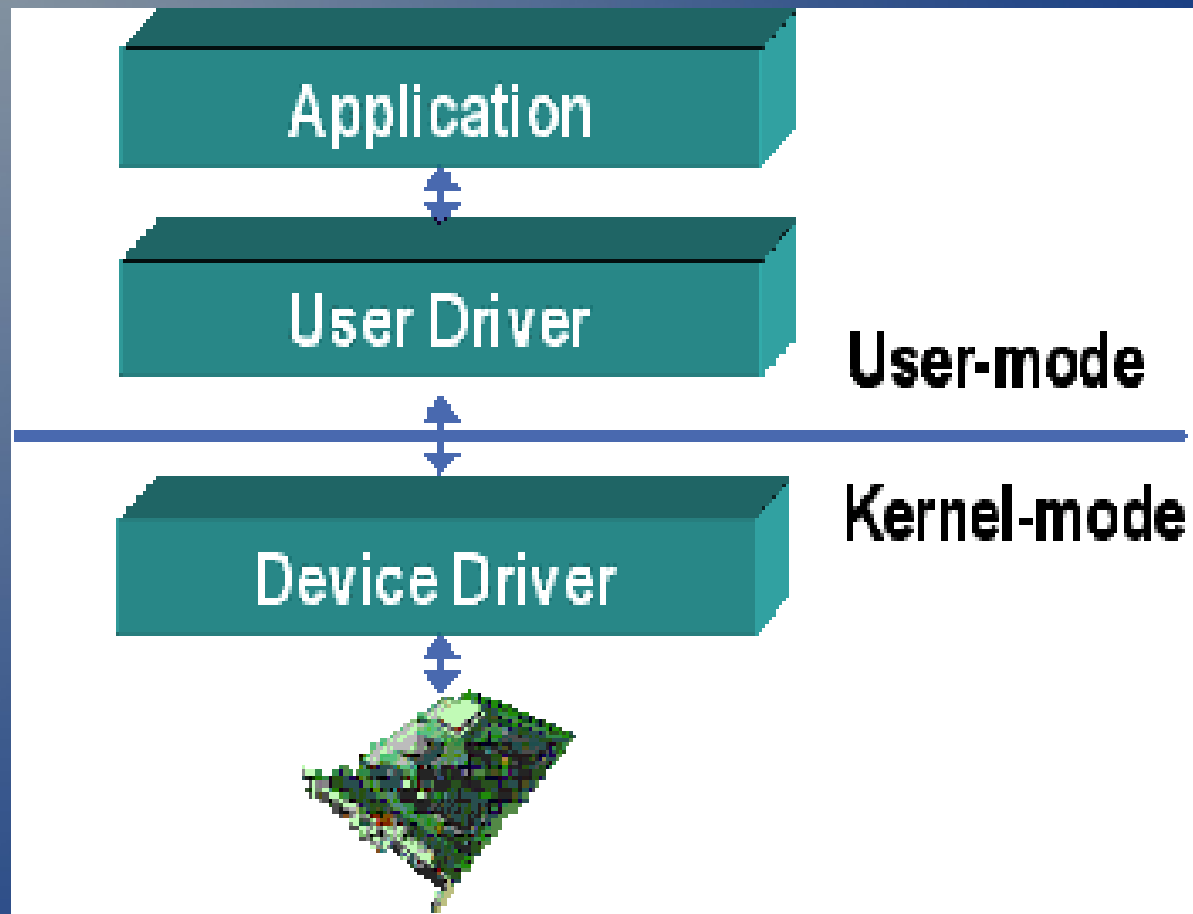 Application
User Driver
User-mode
Kernel-mode
Device Driver